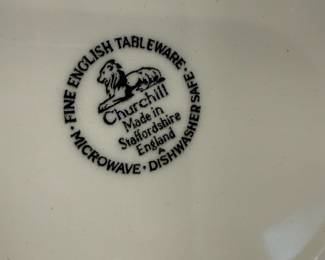 • FINE ENGLISH TABLEWARE •
Churchill
Made in
Staffordshire
England
• MICROWAVE • DISHWASHER SAFE •